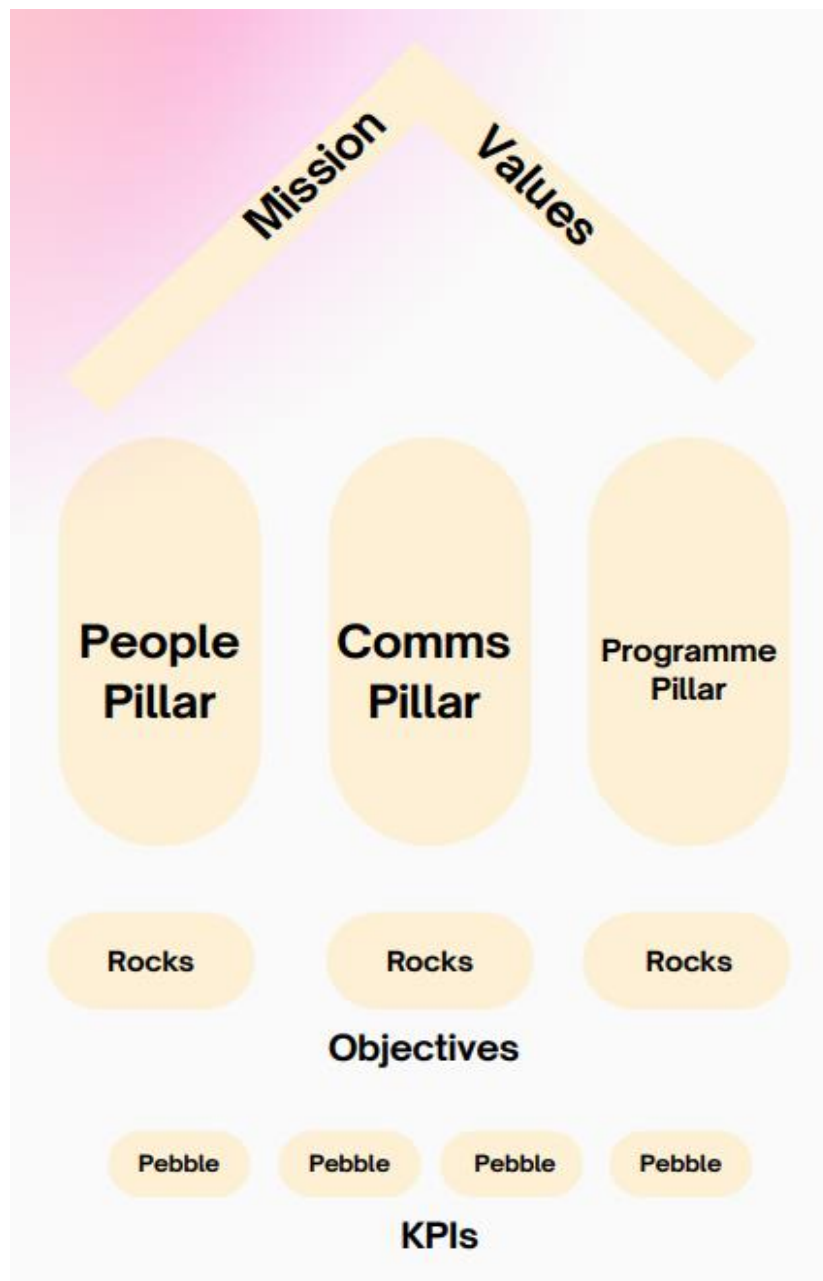 Mission
Values
People
Pillar
Comms
Pillar
Programme
Pillar
Rocks
Rocks
Rocks
Objectives
Pebble
Pebble
Pebble
Pebble
KPIs